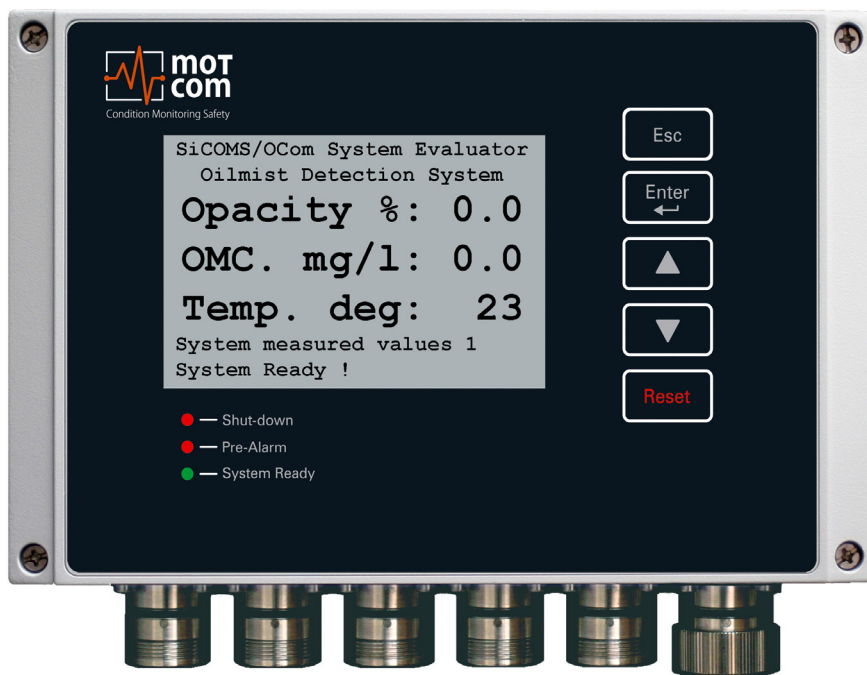 moT
com
Condition Monitoring Safety
SiCOMS/OCom System Evaluator
Oilmist Detection System
Opacity %: 0.0
OMC. mg/l: 0.0
Temp. deg: 23
System measured values 1
System Ready !
Esc
Enter
Reset
Shut-down
Pre-Alarm
System Ready